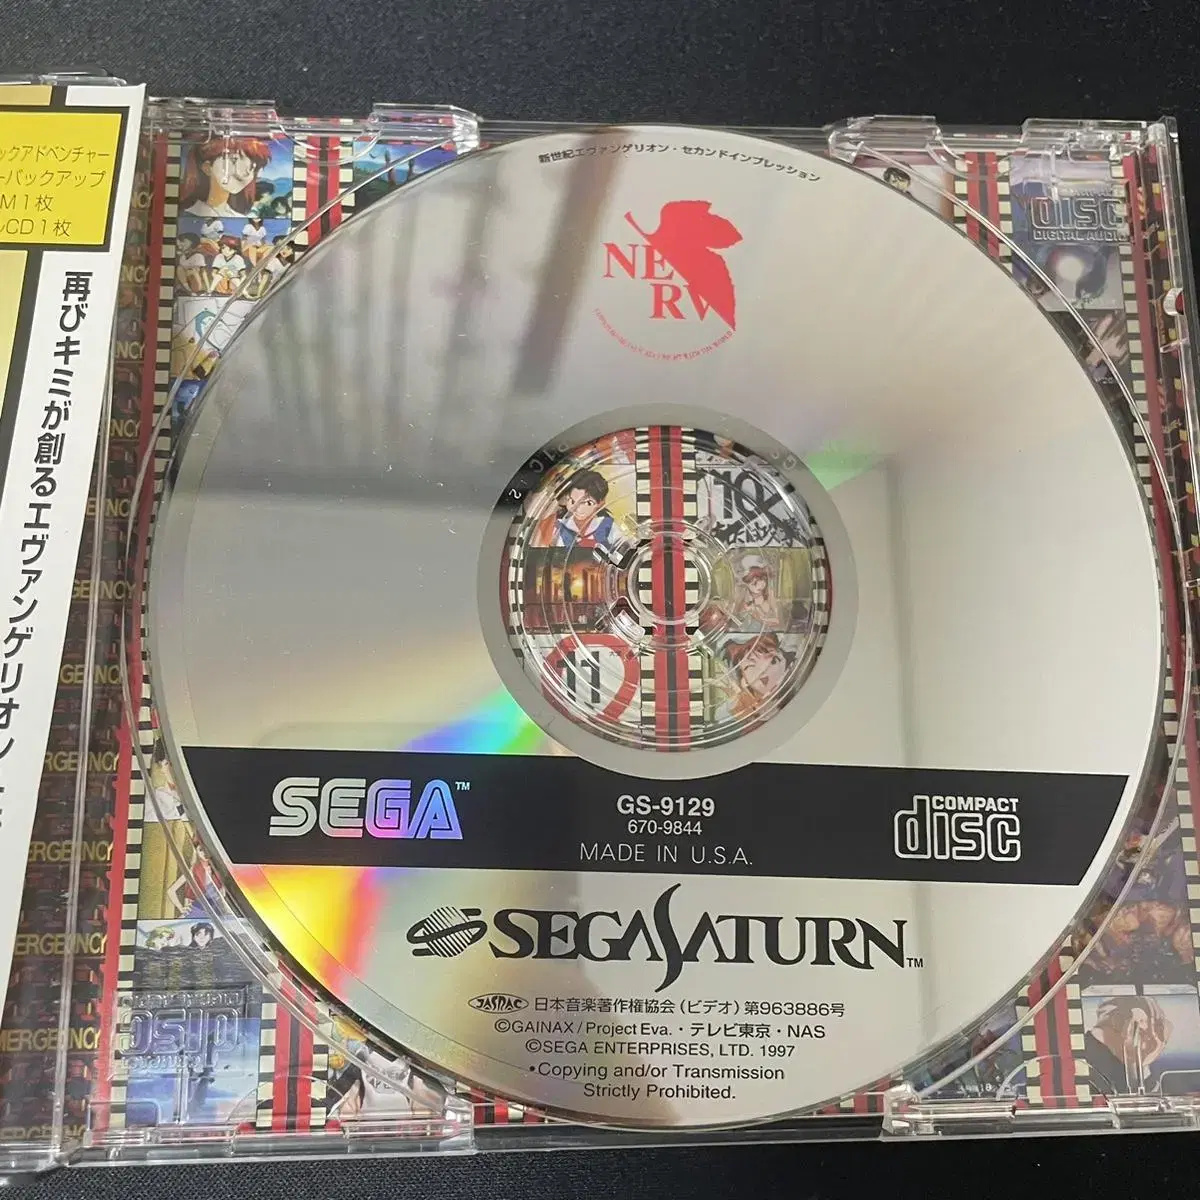 ックアドベンチャー
ーバックアップ
M1枚
CD1枚
再びキミが創るエヴァンゲリオン
新世紀エヴァンゲリオン・セカンドインプレッション
NERV
DISC
DIGITAL AUDIO
10
11
SEGA™
GS-9129
670-9844
MADE IN U.S.A.
COMPACT
disc
SEGA SATURN™
JASRAC 日本音楽著作権協会(ビデオ)第963886号
©GAINAX/Project Eva.・テレビ東京・NAS
©SEGA ENTERPRISES, LTD. 1997
•Copying and/or Transmission
Strictly Prohibited.
EMERGENCY